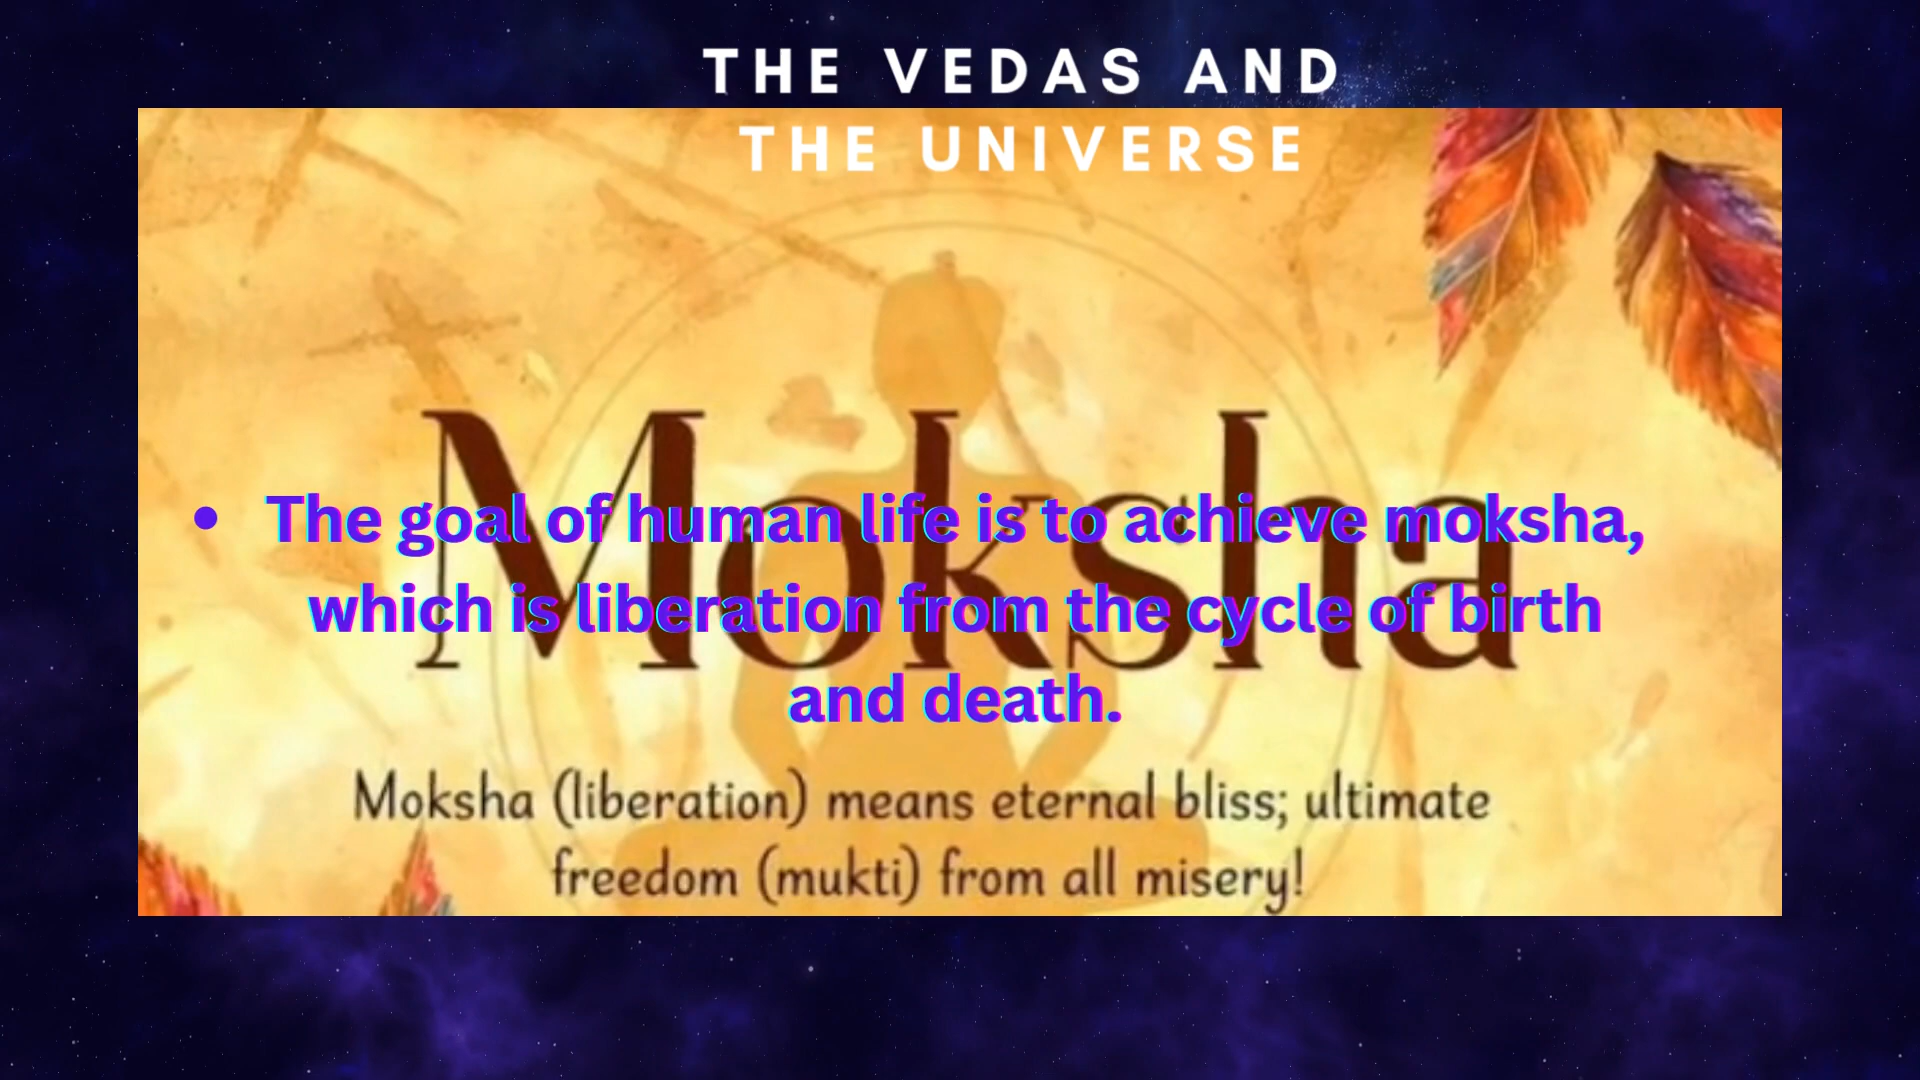 THE VEDAS AND
THE UNIVERSE
Moksha
• The goal of human life is to achieve moksha,
which is liberation from the cycle of birth
and death.
Moksha (liberation) means eternal bliss; ultimate
freedom (mukti) from all misery!